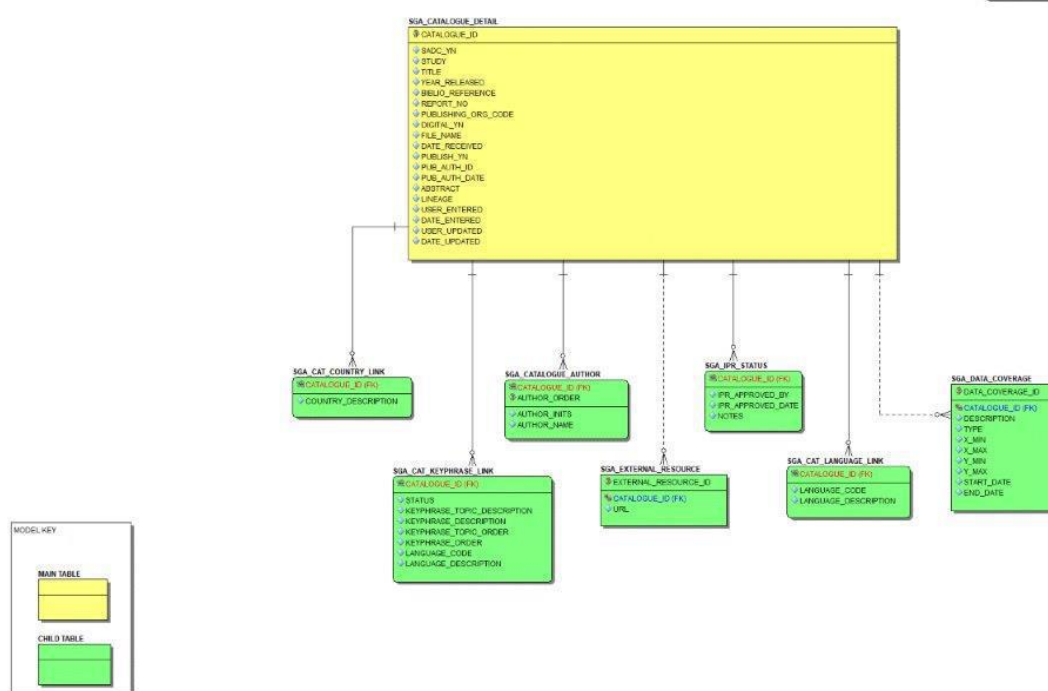 SGA_CATALOGUE_DETAIL
CATALOGUE_ID
SADC_YN
STUDY
TITLE
YEAR_RELEASED
BIBLIO_REFERENCE
REPORT_NO
PUBLISHING_ORG_CODE
DIGITAL_YN
FILE_NAME
DATE_RECEIVED
PUBLISH_YN
PUB_AUTH_ID
PUB_AUTH_DATE
ABSTRACT
LINEAGE
USER_ENTERED
DATE_ENTERED
USER_UPDATED
DATE_UPDATED
SGA_CAT_COUNTRY_LINK
CATALOGUE_ID (FK)
COUNTRY_DESCRIPTION
SGA_CATALOGUE_AUTHOR
CATALOGUE_ID (FK)
AUTHOR_ORDER
AUTHOR_INITS
AUTHOR_NAME
SGA_IPR_STATUS
CATALOGUE_ID (FK)
IPR_APPROVED_BY
IPR_APPROVED_DATE
NOTES
SGA_DATA_COVERAGE
DATA_COVERAGE_ID
CATALOGUE_ID (FK)
DESCRIPTION
TYPE
X_MIN
X_MAX
Y_MIN
Y_MAX
START_DATE
END_DATE
SGA_CAT_KEYPHRASE_LINK
CATALOGUE_ID (FK)
STATUS
KEYPHRASE_TOPIC_DESCRIPTION
KEYPHRASE_DESCRIPTION
KEYPHRASE_TOPIC_ORDER
KEYPHRASE_ORDER
LANGUAGE_CODE
LANGUAGE_DESCRIPTION
SGA_EXTERNAL_RESOURCE
EXTERNAL_RESOURCE_ID
CATALOGUE_ID (FK)
URL
SGA_CAT_LANGUAGE_LINK
CATALOGUE_ID (FK)
LANGUAGE_CODE
LANGUAGE_DESCRIPTION
MODEL KEY
MAIN TABLE
CHILD TABLE